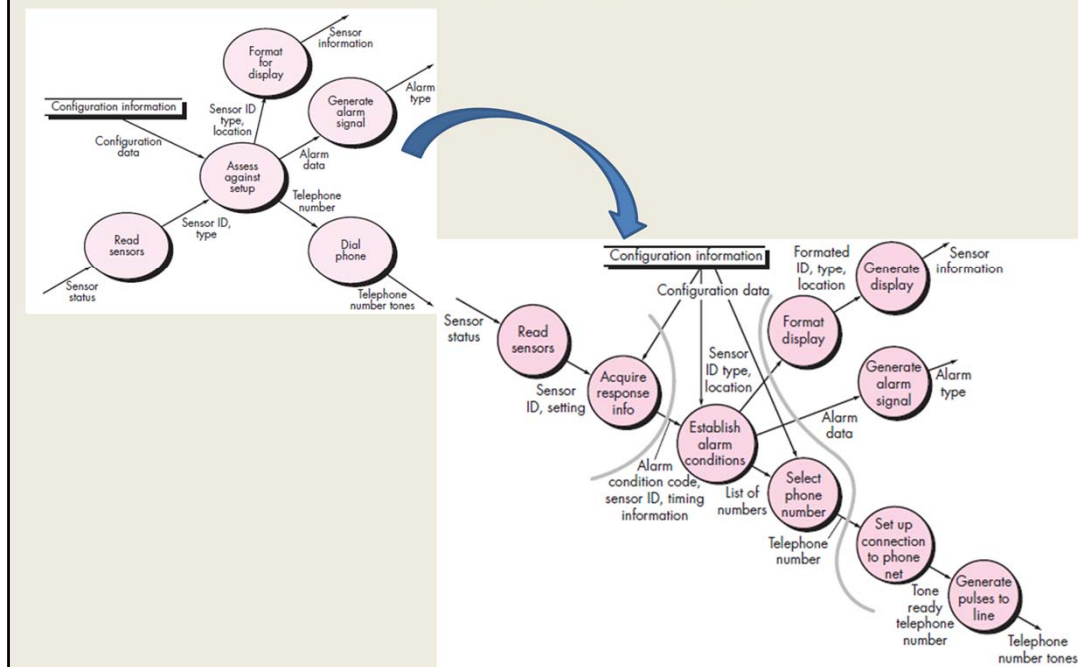 Format
for
display
Sensor
information
Configuration information
Configuration
data
Sensor ID
type,
location
Generate
alarm
signal
Alarm
type
Assess
against
setup
Alarm
data
Telephone
number
Read
sensors
Sensor ID,
type
Sensor
status
Dial
phone
Telephone
number tones
Configuration information
Configuration data
Sensor
status
Read
sensors
Sensor
ID, setting
Acquire
response
info
Alarm
condition code,
sensor ID, timing
information
Establish
alarm
conditions
Sensor
ID type,
location
Formated
ID, type,
location
Format
display
Generate
display
Sensor
information
Generate
alarm
signal
Alarm
type
Alarm
data
List of
numbers
Select
phone
number
Telephone
number
Set up
connection
to phone
net
Tone
ready
telephone
number
Generate
pulses to
line
Telephone
number tones